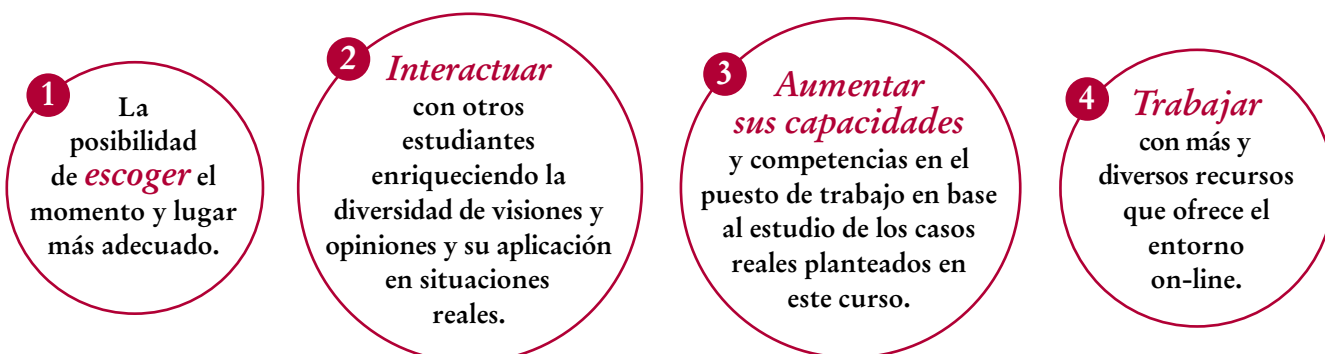 1
La
posibilidad
de escoger el
momento y lugar
más adecuado.
2
Interactuar
con otros
estudiantes
enriqueciendo la
diversidad de visiones y
opiniones y su aplicación
en situaciones
reales.
3
Aumentar
sus capacidades
y competencias en el
puesto de trabajo en base
al estudio de los casos
reales planteados en
este curso.
4
Trabajar
con más y
diversos recursos
que ofrece el
entorno
on-line.